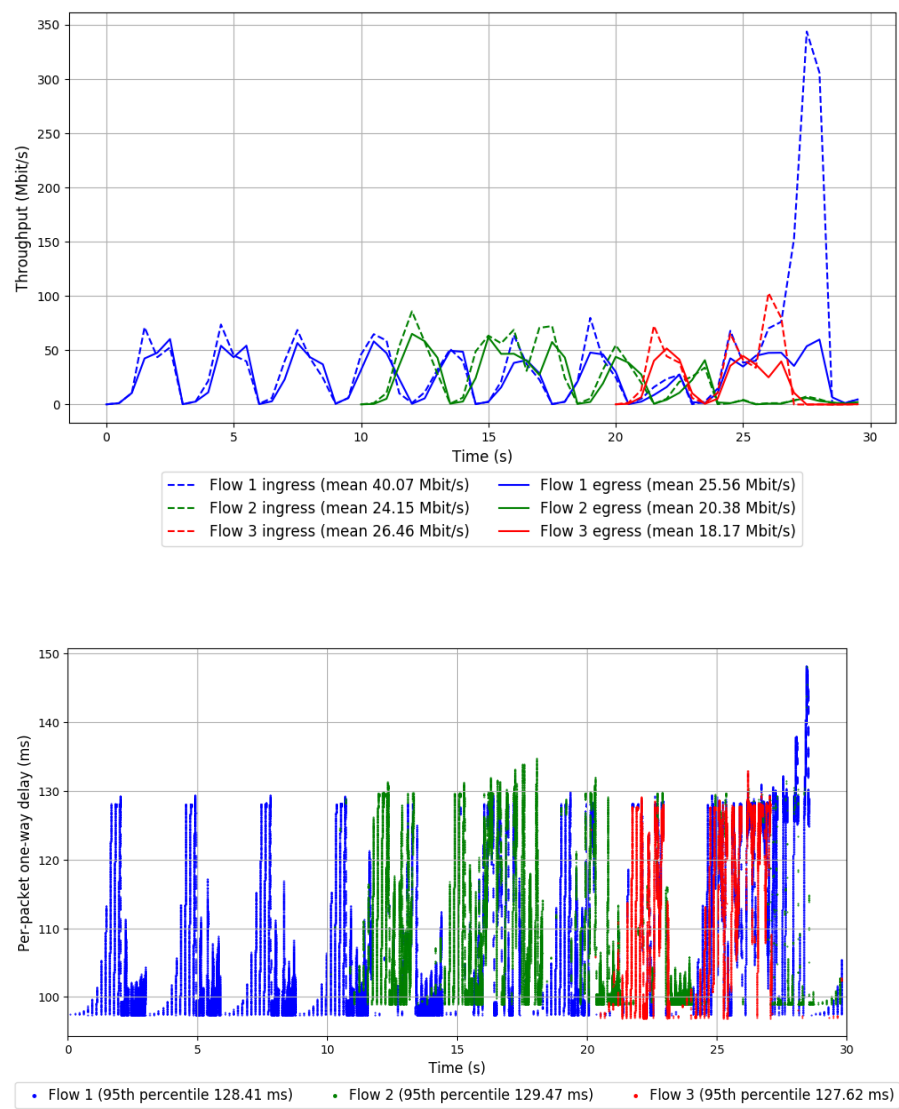 350
300
250
200
150
100
50
0
Throughput (Mbit/s)
0 5 10 15 20 25 30
Time (s)
Flow 1 ingress (mean 40.07 Mbit/s) Flow 1 egress (mean 25.56 Mbit/s)
Flow 2 ingress (mean 24.15 Mbit/s) Flow 2 egress (mean 20.38 Mbit/s)
Flow 3 ingress (mean 26.46 Mbit/s) Flow 3 egress (mean 18.17 Mbit/s)
150
140
130
120
110
100
Per-packet one-way delay (ms)
0 5 10 15 20 25 30
Time (s)
Flow 1 (95th percentile 128.41 ms) Flow 2 (95th percentile 129.47 ms) Flow 3 (95th percentile 127.62 ms)